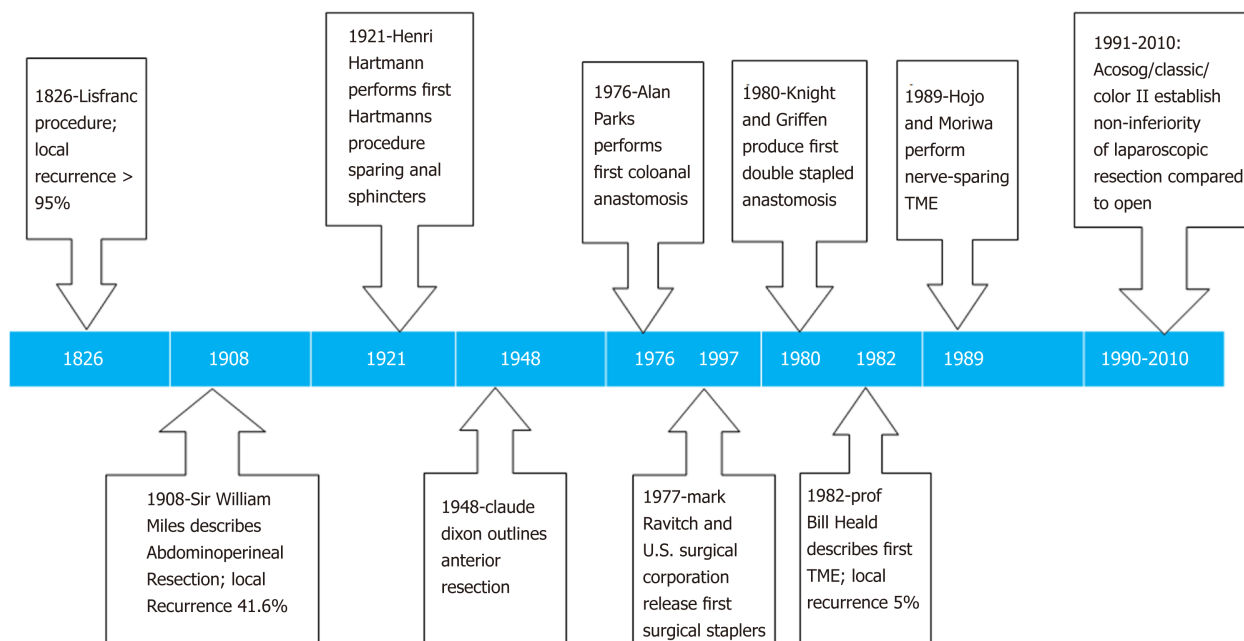 1826-Lisfranc
procedure;
local
recurrence >
95%
1921-Henri
Hartmann
performs first
Hartmanns
procedure
sparing anal
sphincters
1976-Alan
Parks
performs
first coloanal
anastomosis
1980-Knight
and Griffen
produce first
double stapled
anastomosis
1989-Hojo
and Moriwa
perform
nerve-sparing
TME
1991-2010:
Acosog/classic/
color II establish
non-inferiority
of laparoscopic
resection compared
to open
1826 1908 1921 1948 1976 1997 1980 1982 1989 1990-2010
1908-Sir William
Miles describes
Abdominoperineal
Resection; local
Recurrence 41.6%
1948-claude
dixon outlines
anterior
resection
1977-mark
Ravitch and
U.S. surgical
corporation
release first
surgical staplers
1982-prof
Bill Heald
describes first
TME; local
recurrence 5%